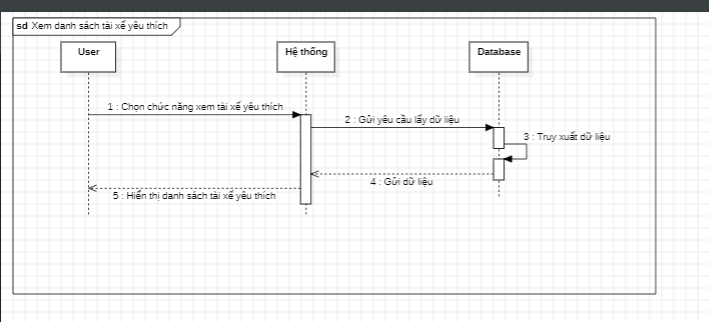 sd Xem danh sách tài xế yêu thích
User
Hệ thống
Database
1 : Chọn chức năng xem tài xế yêu thích
2 : Gửi yêu cầu lấy dữ liệu
3 : Truy xuất dữ liệu
4 : Gửi dữ liệu
5 : Hiển thị danh sách tài xế yêu thích